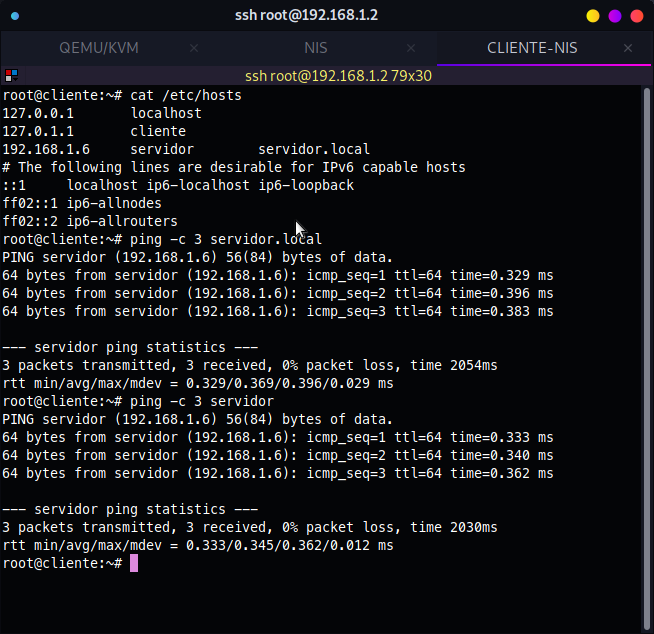 ssh root@192.168.1.2
QEMU/KVM × NIS × CLIENTE-NIS ×
ssh root@192.168.1.2 79x30
root@cliente:~# cat /etc/hosts
127.0.0.1       localhost
127.0.1.1       cliente
192.168.1.6     servidor        servidor.local
# The following lines are desirable for IPv6 capable hosts
::1     localhost ip6-localhost ip6-loopback
ff02::1 ip6-allnodes
ff02::2 ip6-allrouters
root@cliente:~# ping -c 3 servidor.local
PING servidor (192.168.1.6) 56(84) bytes of data.
64 bytes from servidor (192.168.1.6): icmp_seq=1 ttl=64 time=0.329 ms
64 bytes from servidor (192.168.1.6): icmp_seq=2 ttl=64 time=0.396 ms
64 bytes from servidor (192.168.1.6): icmp_seq=3 ttl=64 time=0.383 ms
--- servidor ping statistics ---
3 packets transmitted, 3 received, 0% packet loss, time 2054ms
rtt min/avg/max/mdev = 0.329/0.369/0.396/0.029 ms
root@cliente:~# ping -c 3 servidor
PING servidor (192.168.1.6) 56(84) bytes of data.
64 bytes from servidor (192.168.1.6): icmp_seq=1 ttl=64 time=0.333 ms
64 bytes from servidor (192.168.1.6): icmp_seq=2 ttl=64 time=0.340 ms
64 bytes from servidor (192.168.1.6): icmp_seq=3 ttl=64 time=0.362 ms
--- servidor ping statistics ---
3 packets transmitted, 3 received, 0% packet loss, time 2030ms
rtt min/avg/max/mdev = 0.333/0.345/0.362/0.012 ms
root@cliente:~#